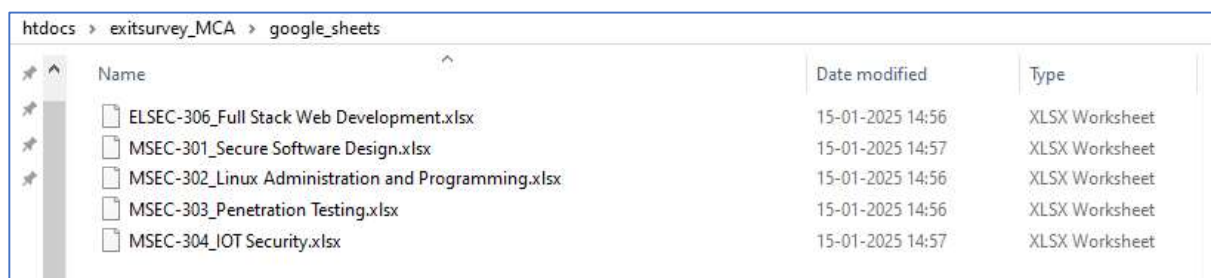 htdocs > exitsurvey_MCA > google_sheets
Name Date modified Type
ELSEC-306_Full Stack Web Development.xlsx 15-01-2025 14:56 XLSX Worksheet
MSEC-301_Secure Software Design.xlsx 15-01-2025 14:57 XLSX Worksheet
MSEC-302_Linux Administration and Programming.xlsx 15-01-2025 14:56 XLSX Worksheet
MSEC-303_Penetration Testing.xlsx 15-01-2025 14:56 XLSX Worksheet
MSEC-304_IOT Security.xlsx 15-01-2025 14:57 XLSX Worksheet